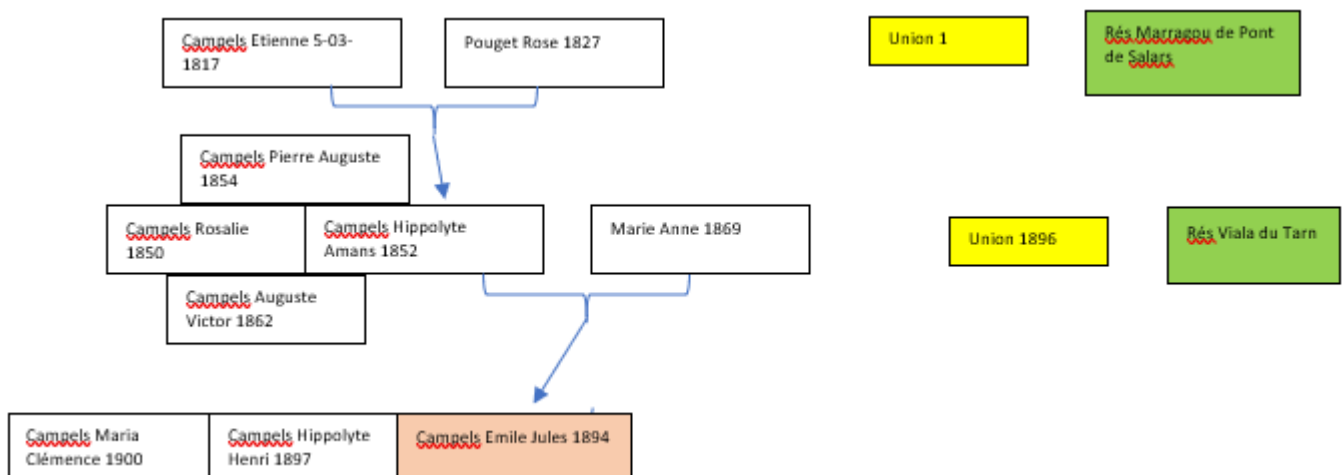 Campels Etienne 5-03-
1817
Pouget Rose 1827
Union 1
Rés Marragou de Pont
de Salars
Campels Pierre Auguste
1854
Campels Rosalie
1850
Campels Hippolyte
Amans 1852
Marie Anne 1869
Union 1896
Rés Viala du Tarn
Campels Auguste
Victor 1862
Campels Maria
Clémence 1900
Campels Hippolyte
Henri 1897
Campels Emile Jules 1894